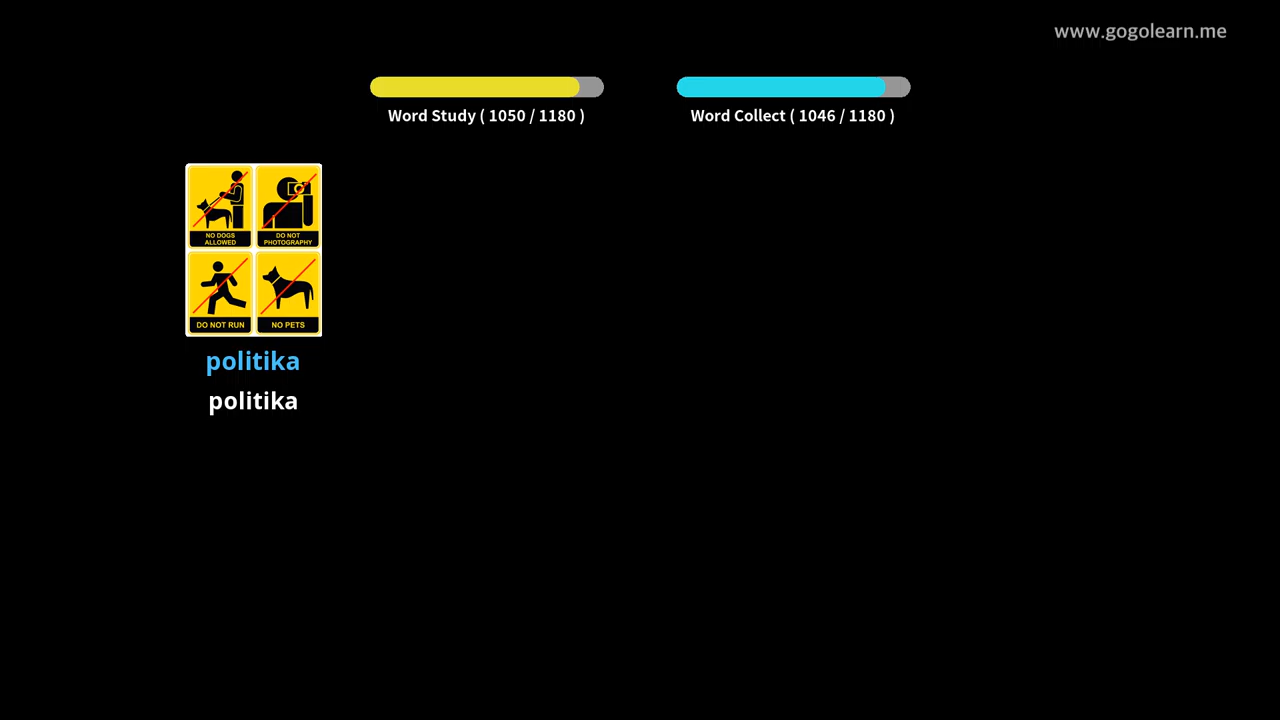 www.gogolearn.me
Word Study ( 1050 / 1180 )
Word Collect ( 1046 / 1180 )
NO DOGS
ALLOWED
DO NOT
PHOTOGRAPHY
DO NOT RUN
NO PETS
politika
politika